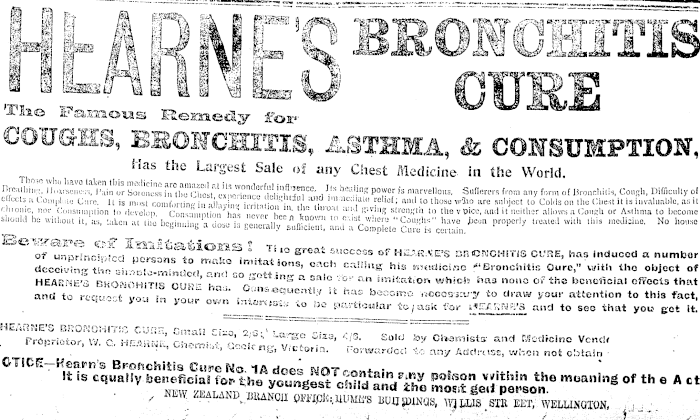 HEARNE'S BRONCHITIS
CURE
The Famous Remedy for
COUGHS, BRONCHITIS, ASTHMA, & CONSUMPTION,
Has the Largest Sale of any Chest Medicine in the World.
Those who have taken this medicine are amazed at its wonderful influence. Its healing power is marvellous. Sufferers from any form of Bronchitis, Cough, Difficulty of
Breathing, Hoarseness, Pain or Soreness in the Chest, experience delightful and immediate relief; and to those who are subject to Colds on the Chest it is invaluable, as it
effects a Complete Cure. It is most comforting in allaying irritation in the throat and giving strength to the voice, and it neither allows a Cough or Asthma to become
chronic, nor Consumption to develop. Consumption has never been known to exist where "Coughs" have been properly treated with this medicine. No house
should be without it, as, taken at the beginning a dose is generally sufficient, and a Complete Cure is certain.
Beware of Imitations! The great success of HEARNE'S BRONCHITIS CURE, has induced a number
of unprincipled persons to make imitations, each calling his medicine "Bronchitis Cure," with the object of
deceiving the simple-minded, and so getting a sale for an imitation which has none of the beneficial effects that
HEARNE'S BRONCHITIS CURE has. Consequently it has become necessary to draw your attention to this fact,
and to request you in your own interests to be particular to ask for HEARNE'S and to see that you get it.
HEARNE'S BRONCHITIS CURE, Small Size, 2/6; Large Size, 4/6. Sold by Chemists and Medicine Vend
Proprietor, W. G. HEARNE, Chemist, Geelong, Victoria. Forwarded to any Address, when not obtain
OTICE—Hearn's Bronchitis Cure No. 1A does NOT contain any poison within the meaning of the Act
It is equally beneficial for the youngest child and the most ged person.
NEW ZEALAND BRANCH OFFICE: HUME'S BUILDINGS, WILLIS STREET, WELLINGTON,